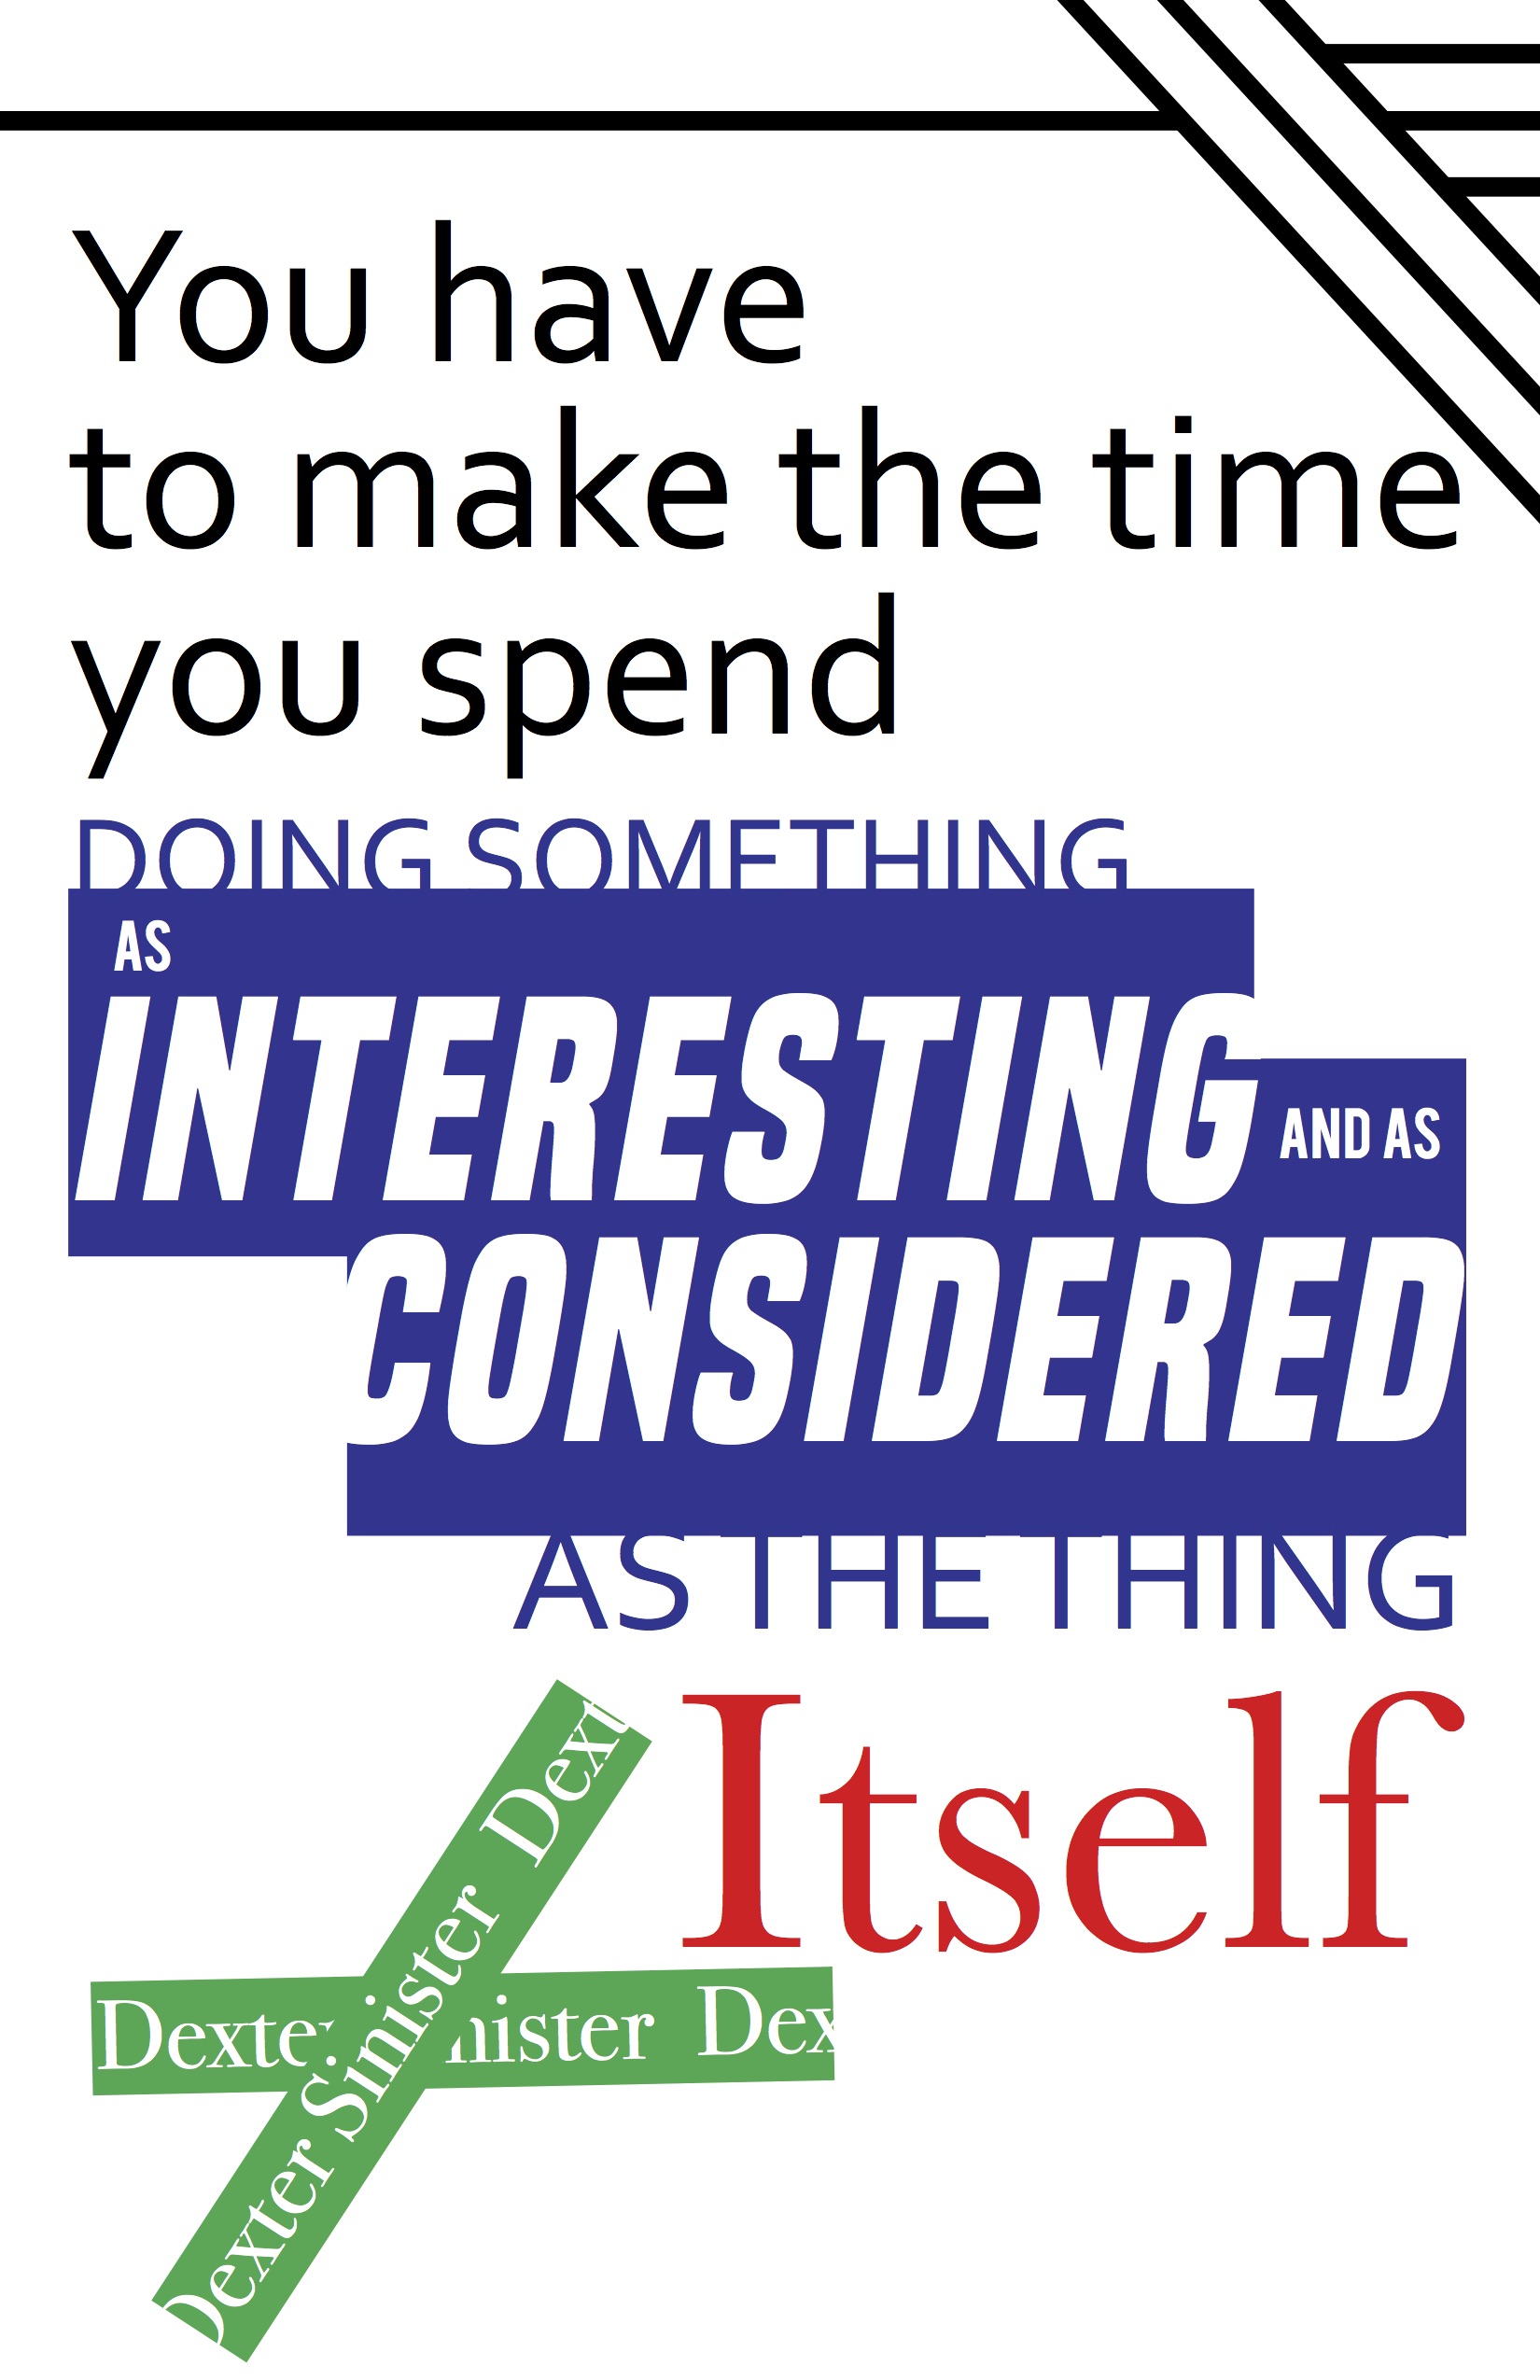 You have
to make the time
you spend
DOING SOMETHING
AS
INTERESTING AND AS
CONSIDERED
AS THE THING
Itself
Dexter Sinister Dext
Dexte nister Dex